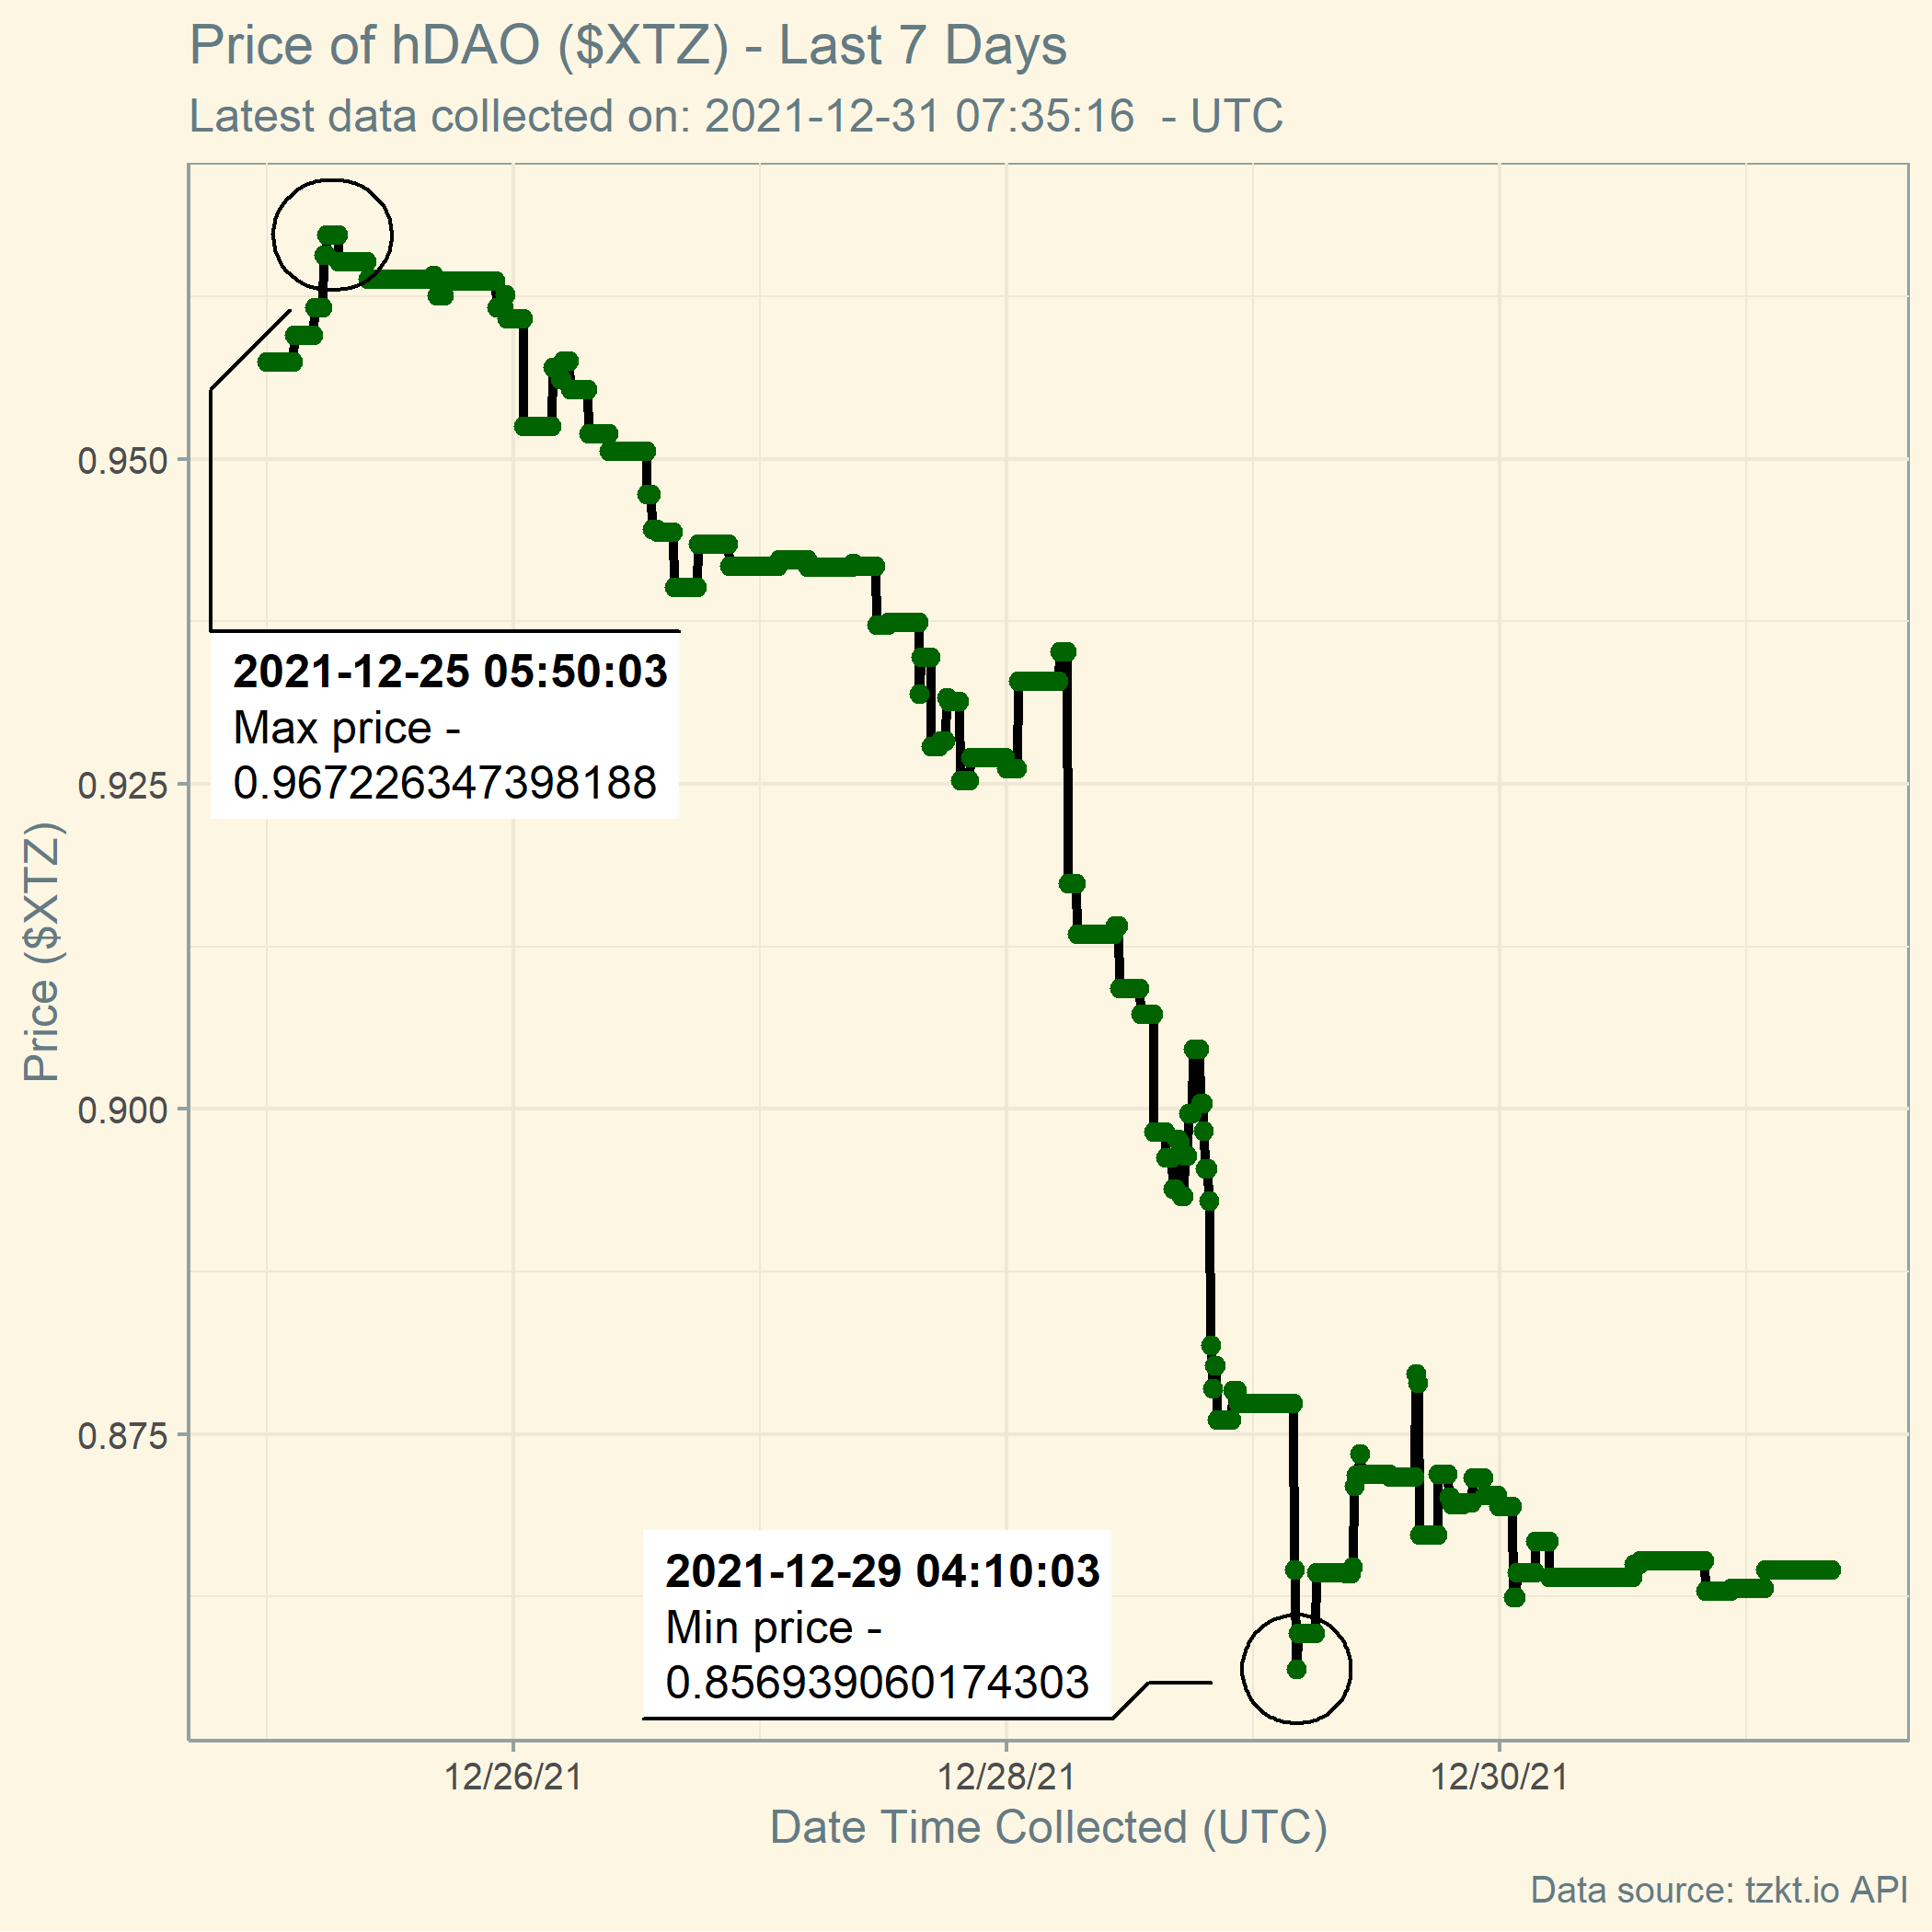 Price of hDAO ($XTZ) - Last 7 Days
Latest data collected on: 2021-12-31 07:35:16  - UTC
0.950
0.925
0.900
0.875
Price ($XTZ)
2021-12-25 05:50:03
Max price -
0.967226347398188
2021-12-29 04:10:03
Min price -
0.856939060174303
12/26/21
12/28/21
12/30/21
Date Time Collected (UTC)
Data source: tzkt.io API